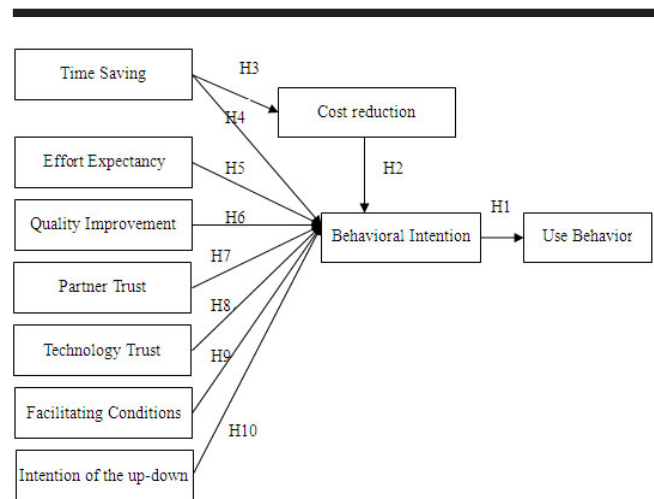 Time Saving
H3
Cost reduction
H4
H2
Effort Expectancy
H5
Quality Improvement
H6
H1
Behavioral Intention
Use Behavior
H7
Partner Trust
H8
Technology Trust
H9
Facilitating Conditions
H10
Intention of the up-down